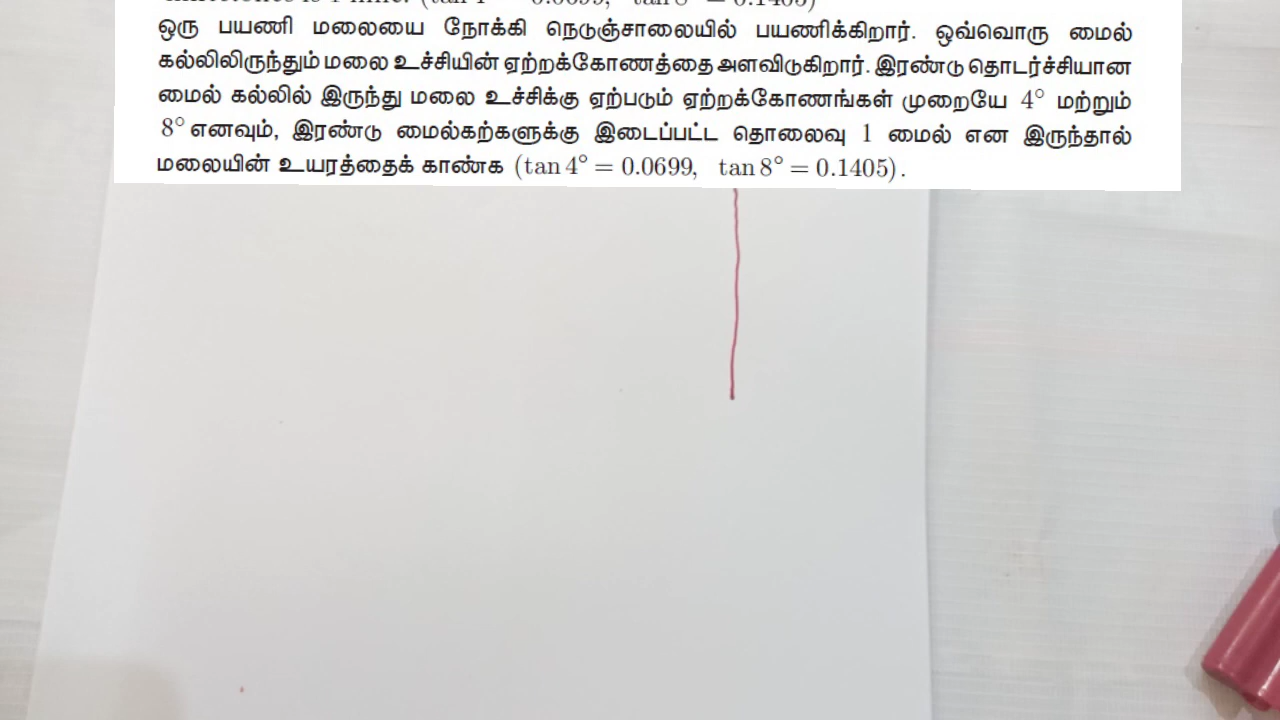 ஒரு பயணி மலையை நோக்கி நெடுஞ்சாலையில் பயணிக்கிறார். ஒவ்வொரு மைல்
கல்லிலிருந்தும் மலை உச்சியின் ஏற்றக்கோணத்தை அளவிடுகிறார். இரண்டு தொடர்ச்சியான
மைல் கல்லில் இருந்து மலை உச்சிக்கு ஏற்படும் ஏற்றக்கோணங்கள் முறையே 4° மற்றும்
8° எனவும், இரண்டு மைல்கற்களுக்கு இடைப்பட்ட தொலைவு 1 மைல் என இருந்தால்
மலையின் உயரத்தைக் காண்க (tan 4° = 0.0699, tan 8° = 0.1405).